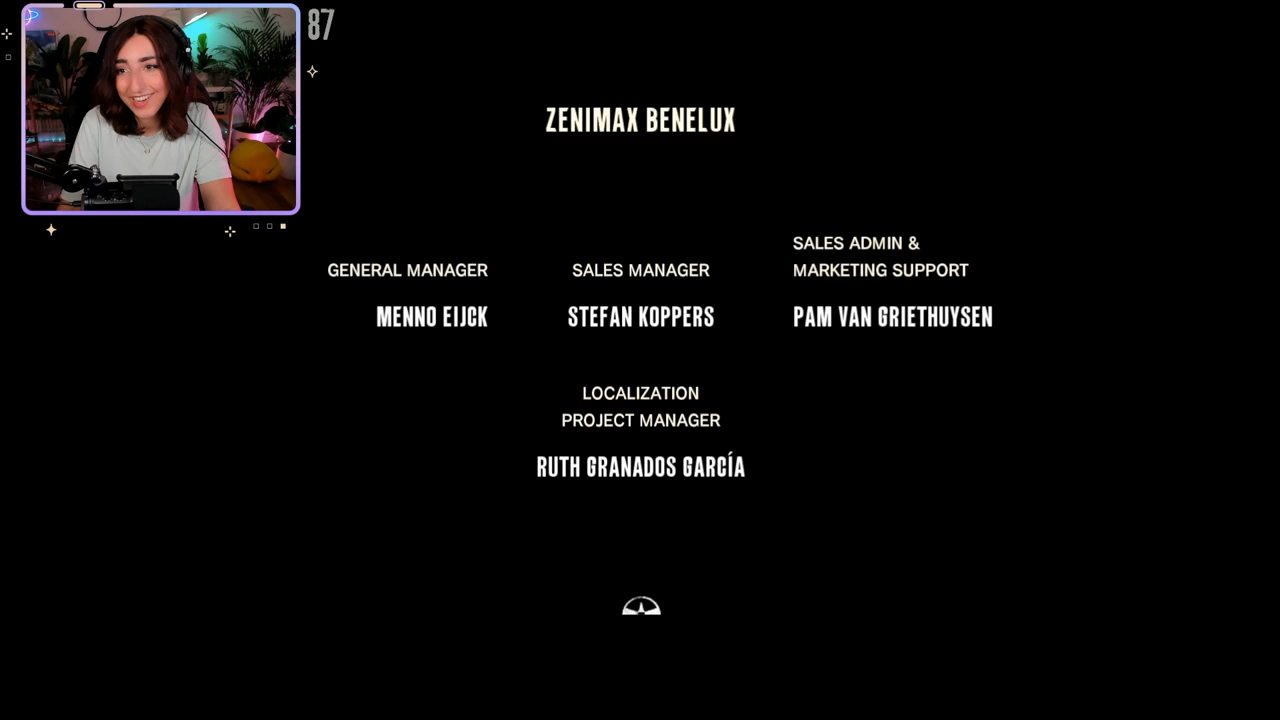 87
ZENIMAX BENELUX
GENERAL MANAGER
MENNO EIJCK
SALES MANAGER
STEFAN KOPPERS
SALES ADMIN &
MARKETING SUPPORT
PAM VAN GRIETHUYSEN
LOCALIZATION
PROJECT MANAGER
RUTH GRANADOS GARCÍA